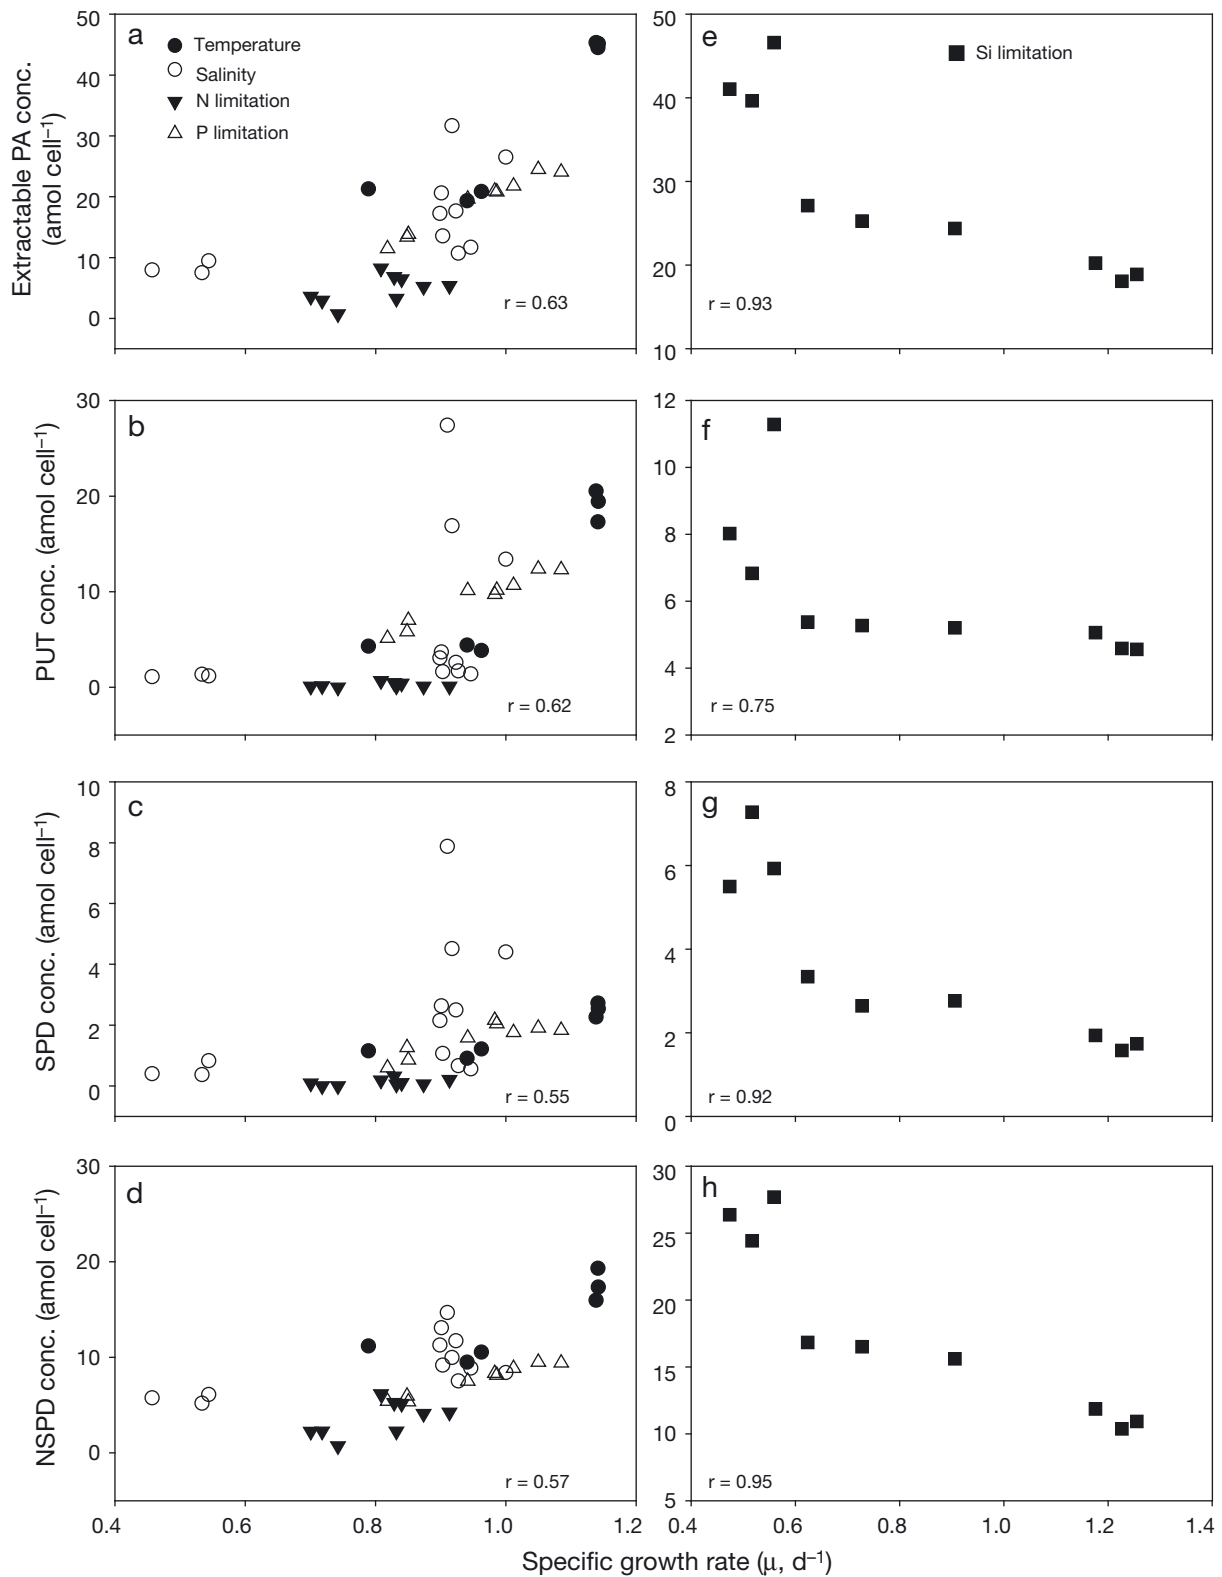 a
Temperature
Salinity
N limitation
P limitation
Extractable PA conc.
(amol cell–1)
50
40
30
20
10
0
r = 0.63
e
Si limitation
50
40
30
20
10
r = 0.93
b
PUT conc. (amol cell–1)
30
20
10
0
r = 0.62
f
12
10
8
6
4
2
r = 0.75
c
SPD conc. (amol cell–1)
10
8
6
4
2
0
r = 0.55
g
8
6
4
2
0
r = 0.92
d
NSPD conc. (amol cell–1)
30
20
10
0
r = 0.57
h
30
25
20
15
10
5
r = 0.95
0.4 0.6 0.8 1.0 1.2
0.4 0.6 0.8 1.0 1.2 1.4
Specific growth rate (μ, d–1)